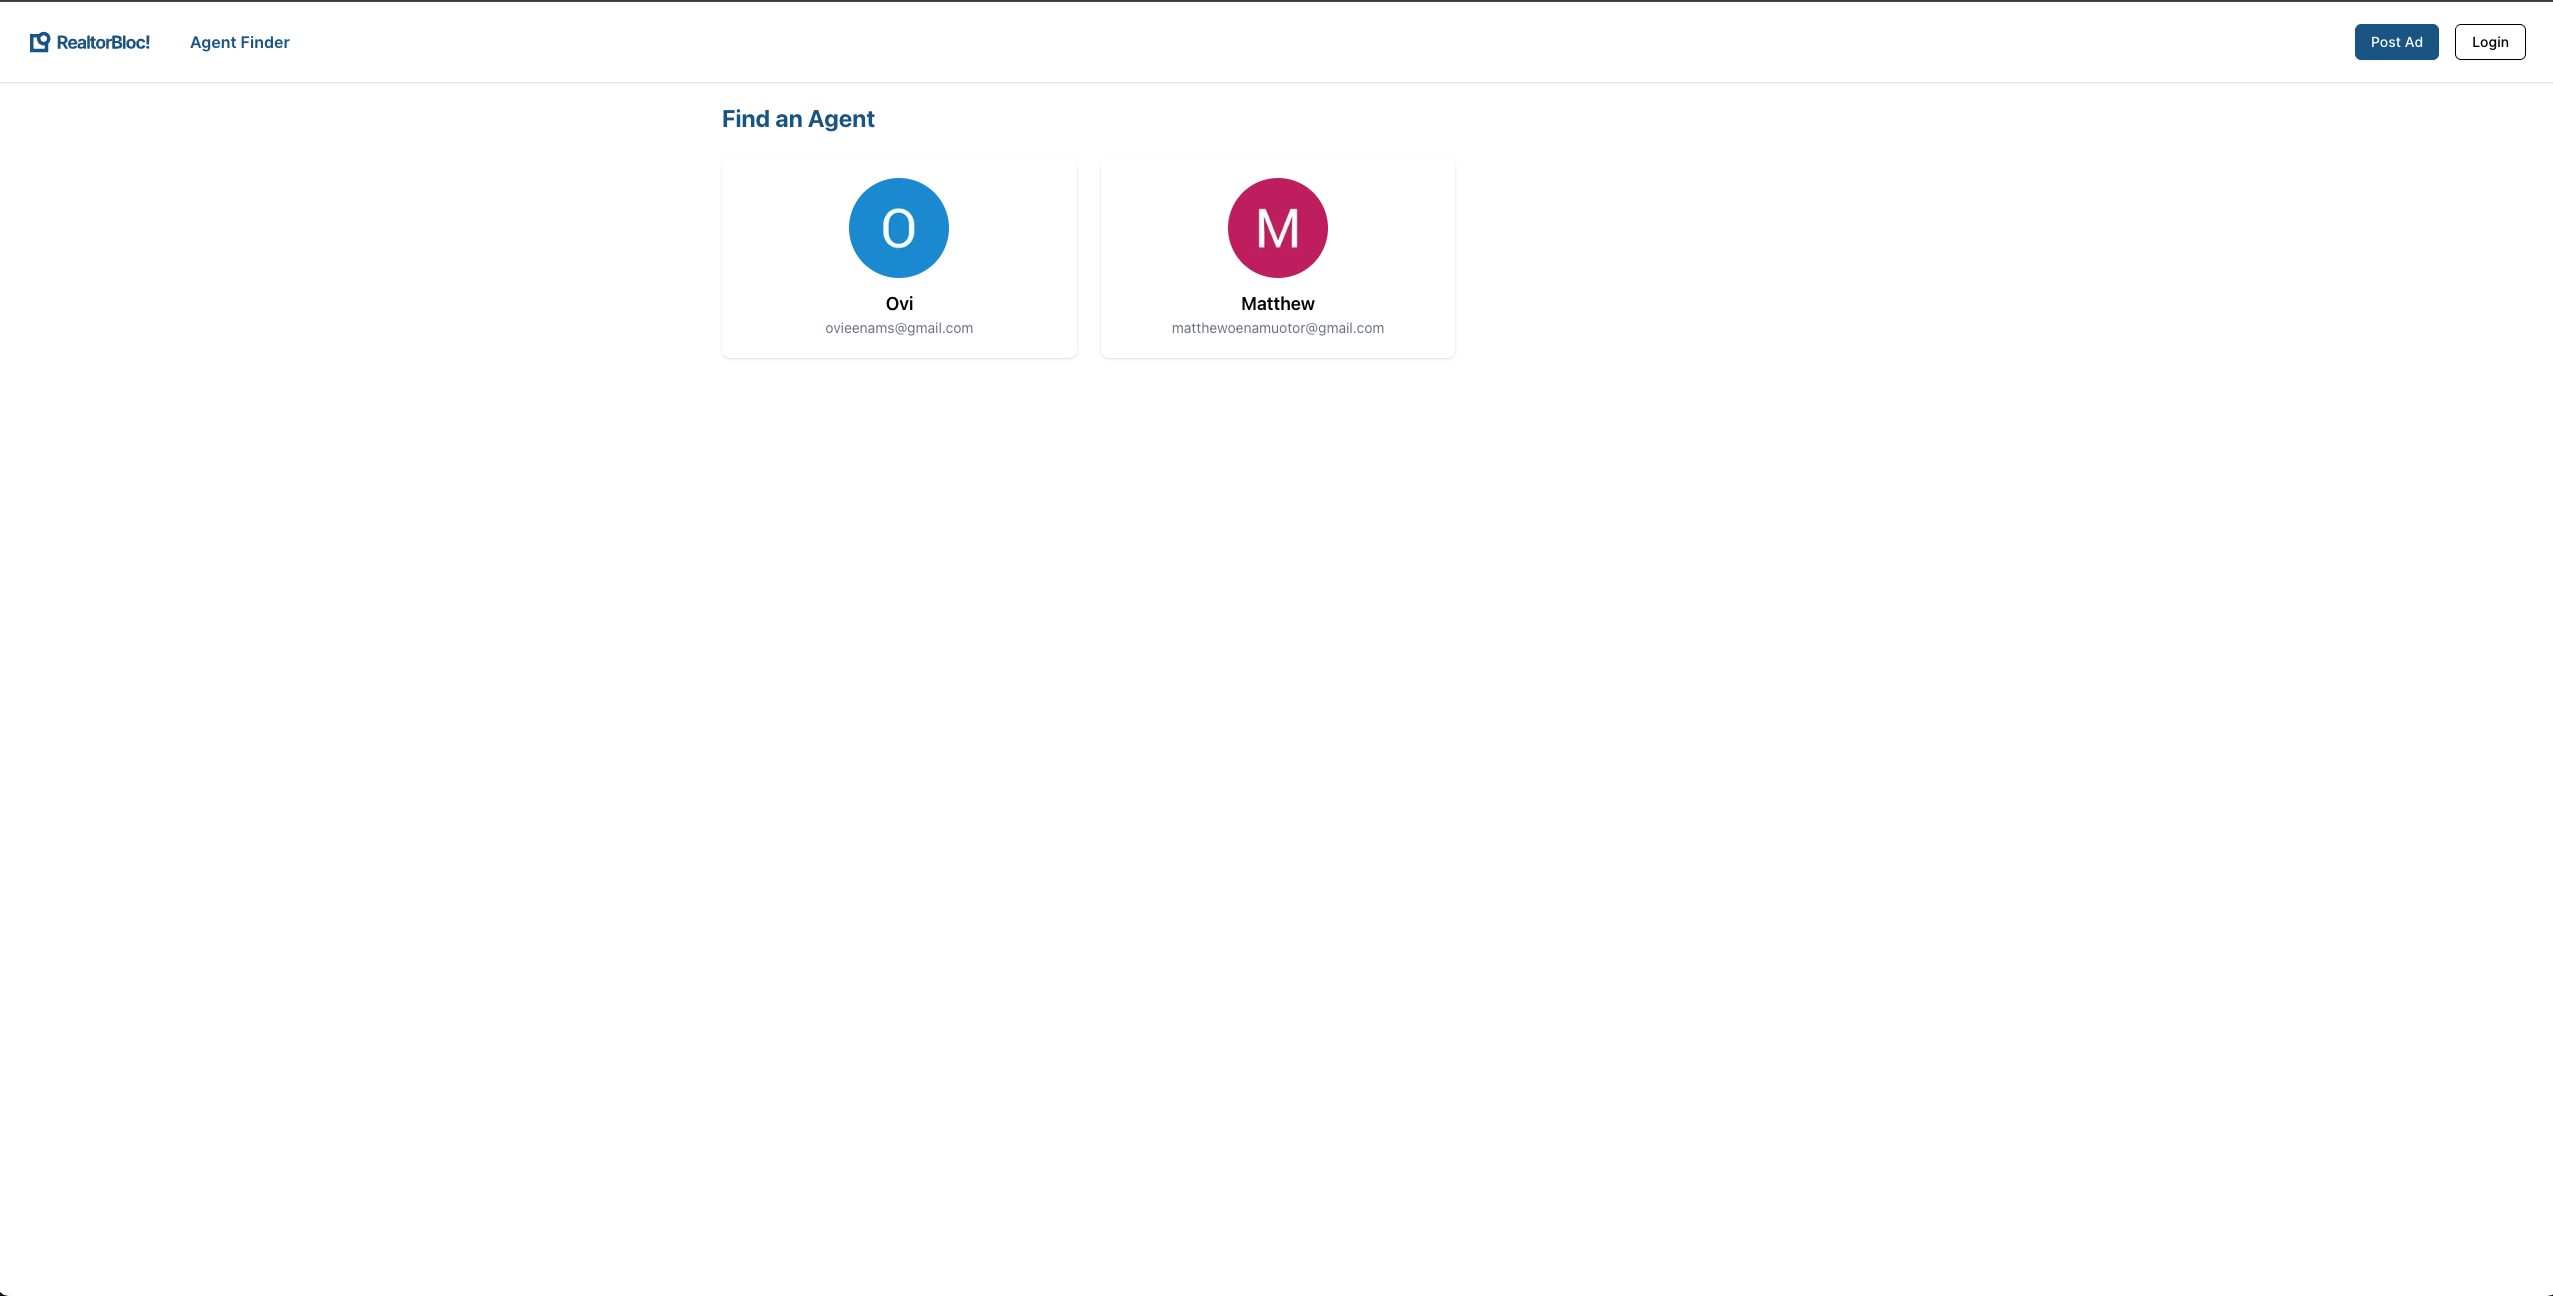 RealtorBloc! Agent Finder Post Ad Login
Find an Agent
O M
Ovi Matthew
ovieenams@gmail.com matthewoenamuotor@gmail.com